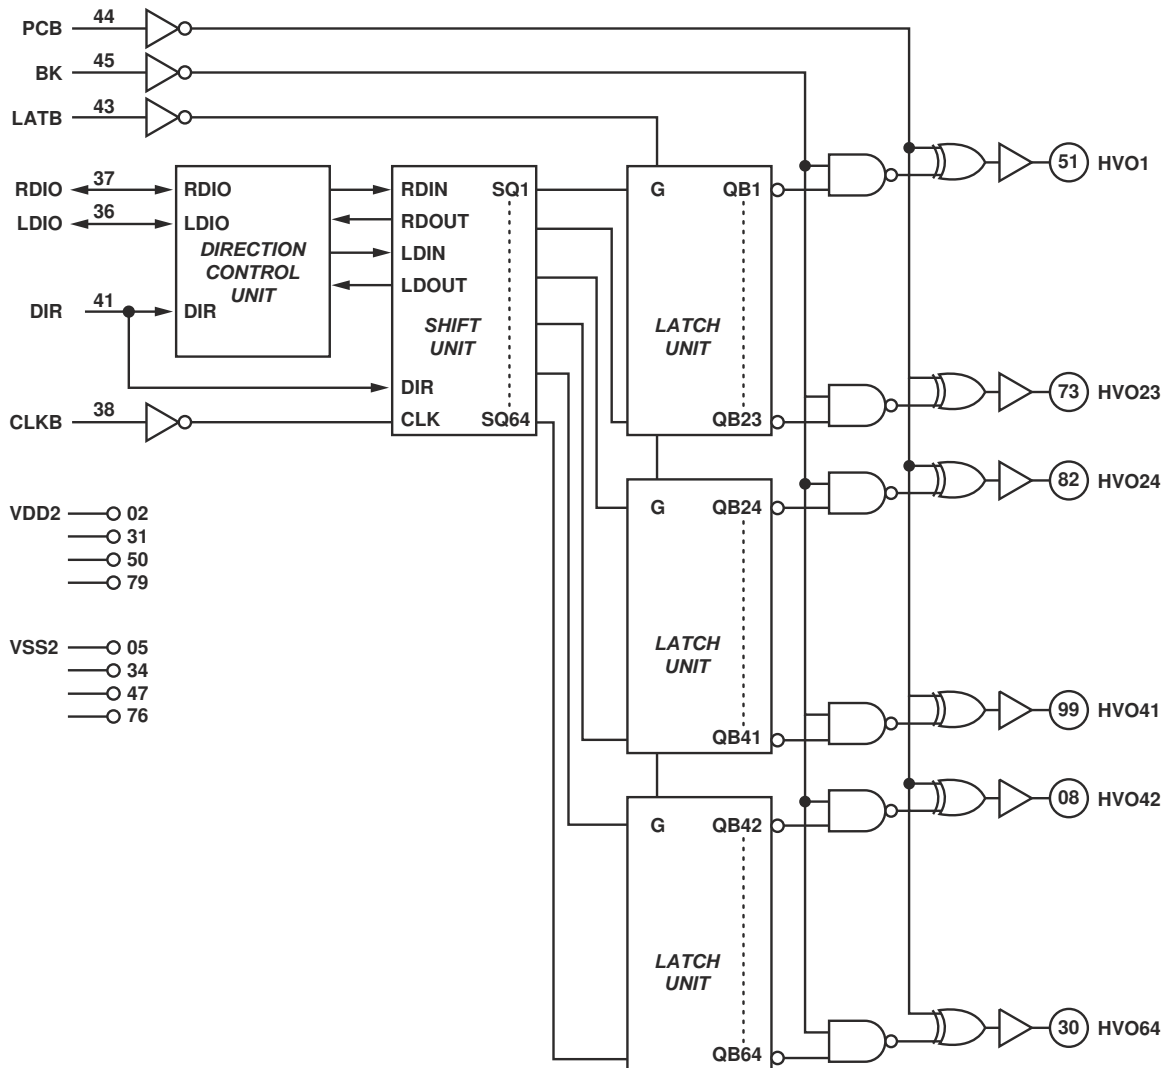 PCB 44
BK 45
LATB 43
RDIO 37
LDIO 36
DIR 41
CLKB 38
RDIO
LDIO
DIRECTION
CONTROL
UNIT
DIR
RDIN SQ1
RDOUT
LDIN
LDOUT
SHIFT
UNIT
DIR
CLK SQ64
G QB1
LATCH
UNIT
QB23
G QB24
LATCH
UNIT
QB41
G QB42
LATCH
UNIT
QB64
51 HVO1
73 HVO23
82 HVO24
99 HVO41
08 HVO42
30 HVO64
VDD2 02
31
50
79
VSS2 05
34
47
76